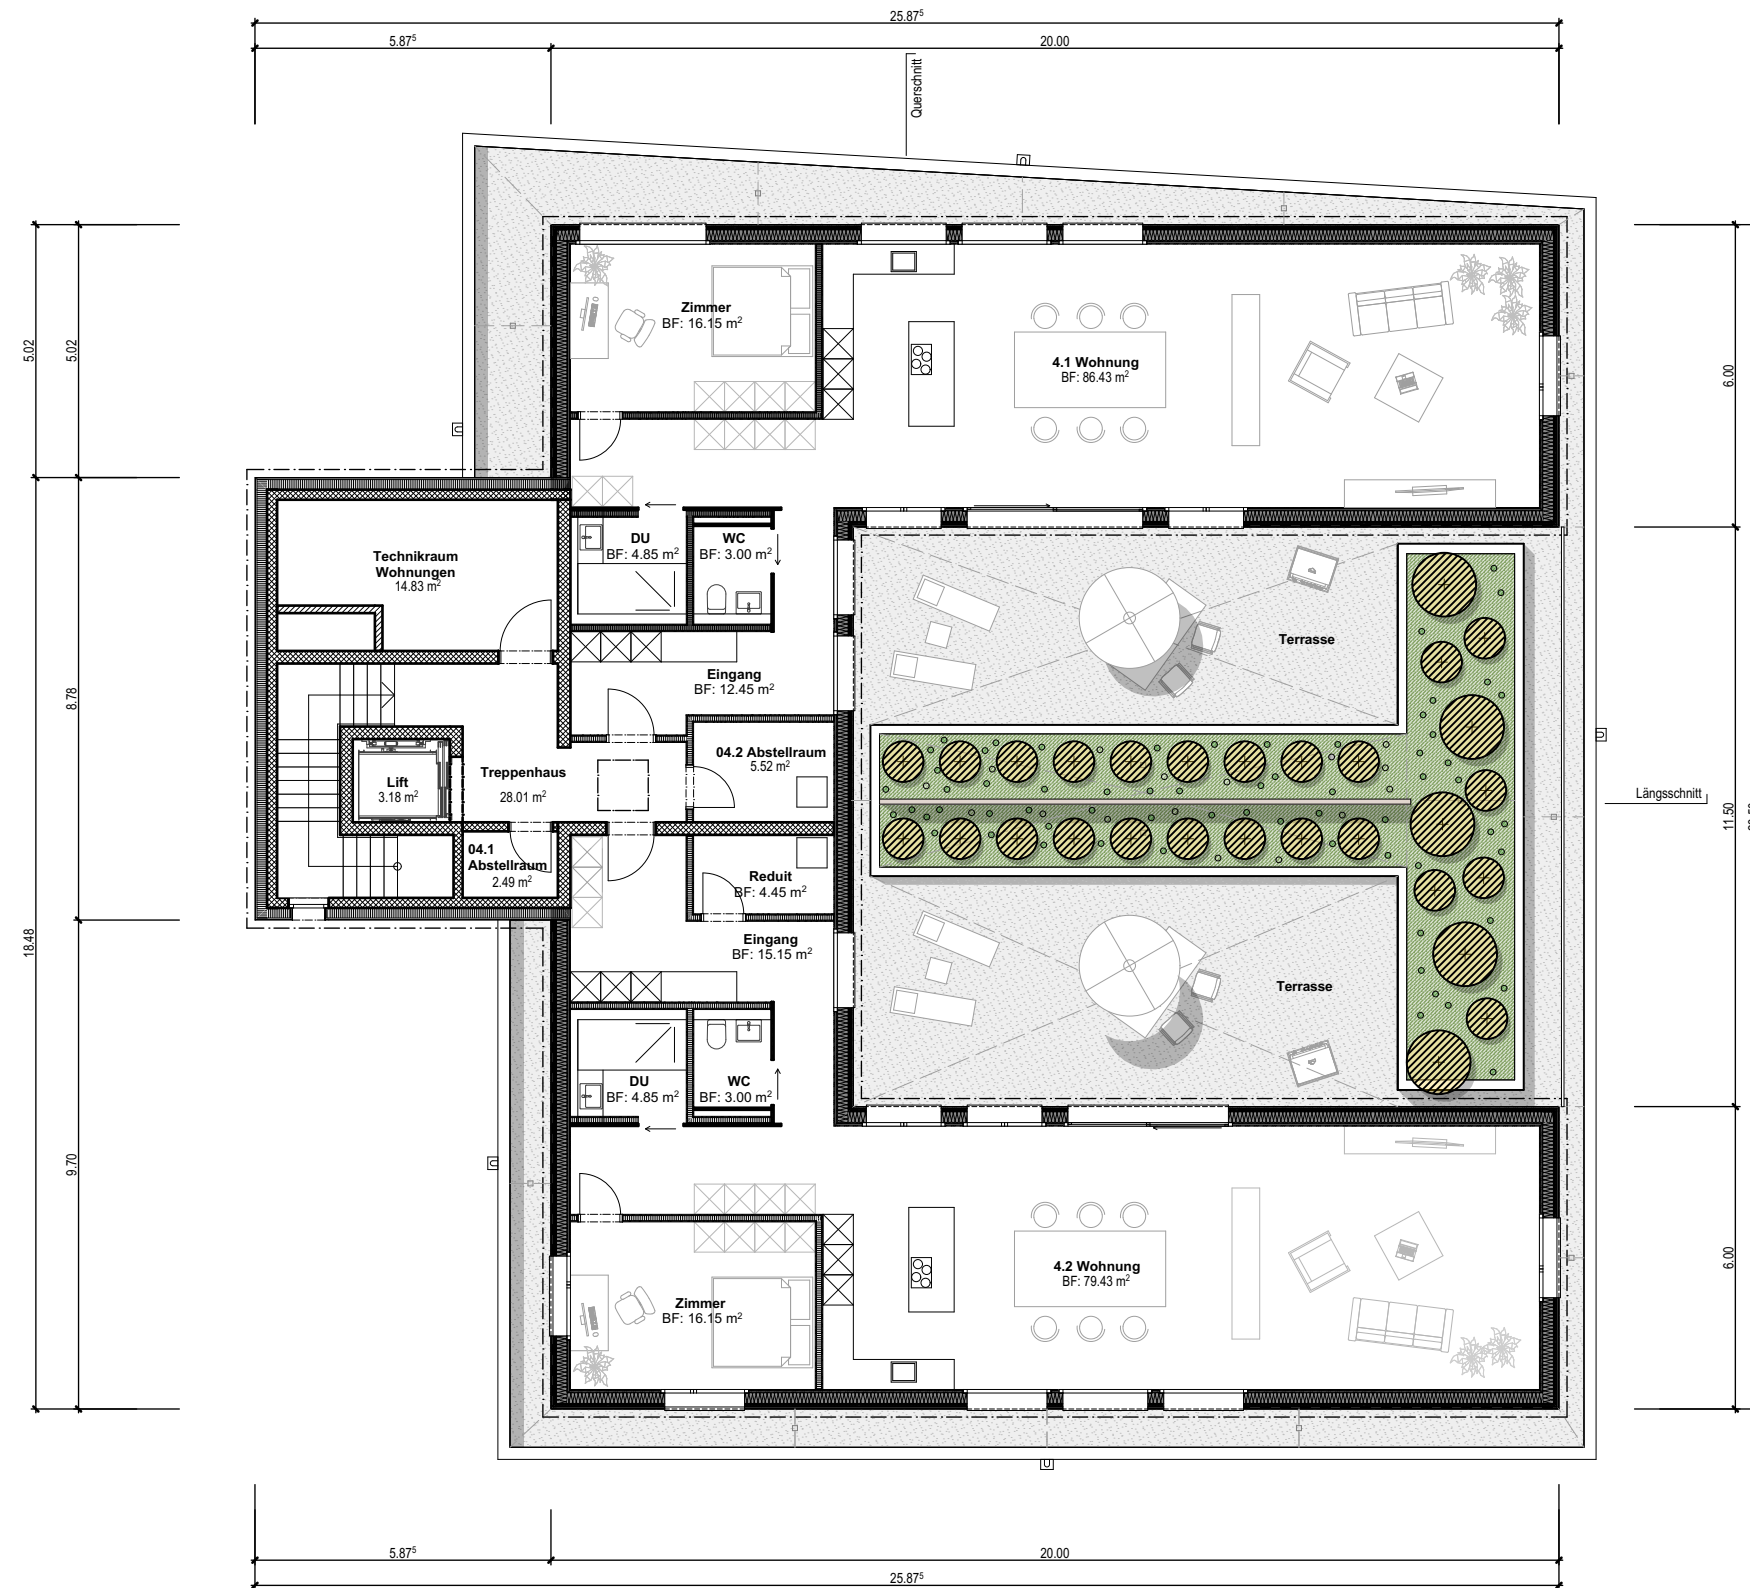 25.87⁵
5.87⁵
20.00
Querschnitt
5.02
5.02
6.00
Zimmer
BF: 16.15 m²
4.1 Wohnung
BF: 86.43 m²
DU
BF: 4.85 m²
WC
BF: 3.00 m²
Technikraum
Wohnungen
14.83 m²
Terrasse
Eingang
BF: 12.45 m²
8.78
04.2 Abstellraum
5.52 m²
Treppenhaus
28.01 m²
Lift
3.18 m²
Längsschnitt
11.50
04.1
Abstellraum
2.49 m²
Reduit
BF: 4.45 m²
18.48
Eingang
BF: 15.15 m²
Terrasse
DU
BF: 4.85 m²
WC
BF: 3.00 m²
9.70
6.00
4.2 Wohnung
BF: 79.43 m²
Zimmer
BF: 16.15 m²
5.87⁵
20.00
25.87⁵